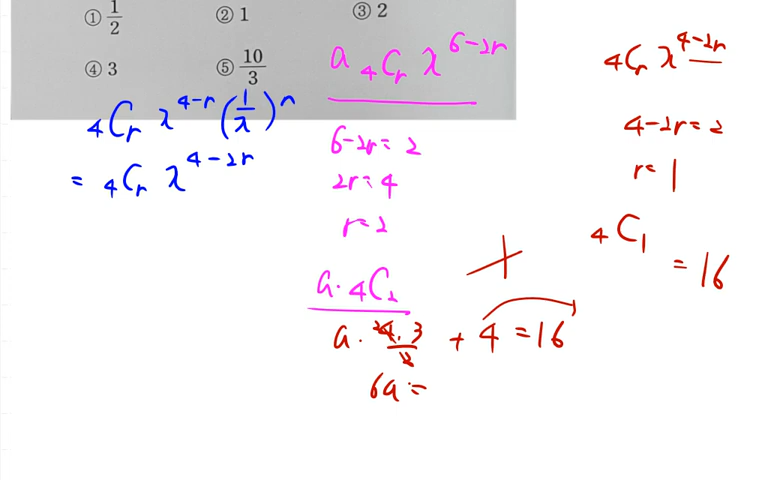 ① 1/2 ② 1 ③ 2
④ 3 ⑤ 10/3
₄Cᵣ x^(4-r) (1/x)^r
= ₄Cᵣ x^(4-2r)
a ₄Cᵣ x^(6-2r)
6-2r = 2
2r = 4
r = 2
a · ₄C₂
a · (4·3)/2 + 4 = 16
6a =
₄Cᵣ x^(4-2r)
4-2r = 2
r = 1
₄C₁
= 16